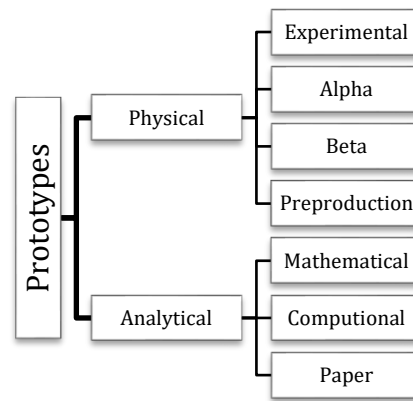 Prototypes
Physical
Experimental
Alpha
Beta
Preproduction
Analytical
Mathematical
Computional
Paper